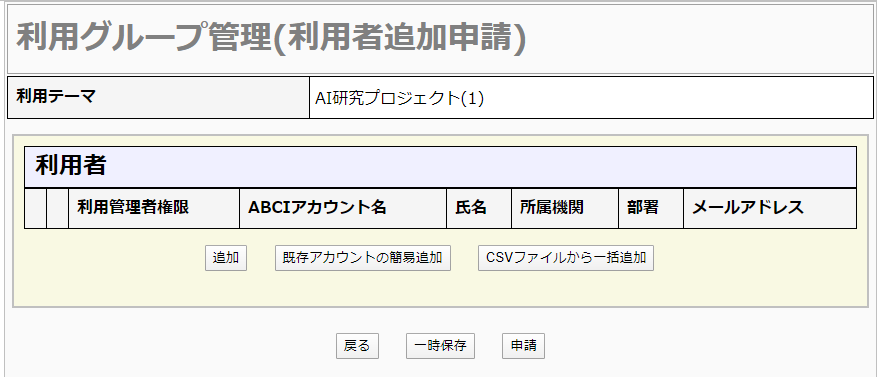 利用グループ管理(利用者追加申請)
利用テーマ AI研究プロジェクト(1)
利用者
利用管理者権限 ABCIアカウント名 氏名 所属機関 部署 メールアドレス
追加 既存アカウントの簡易追加 CSVファイルから一括追加
戻る 一時保存 申請